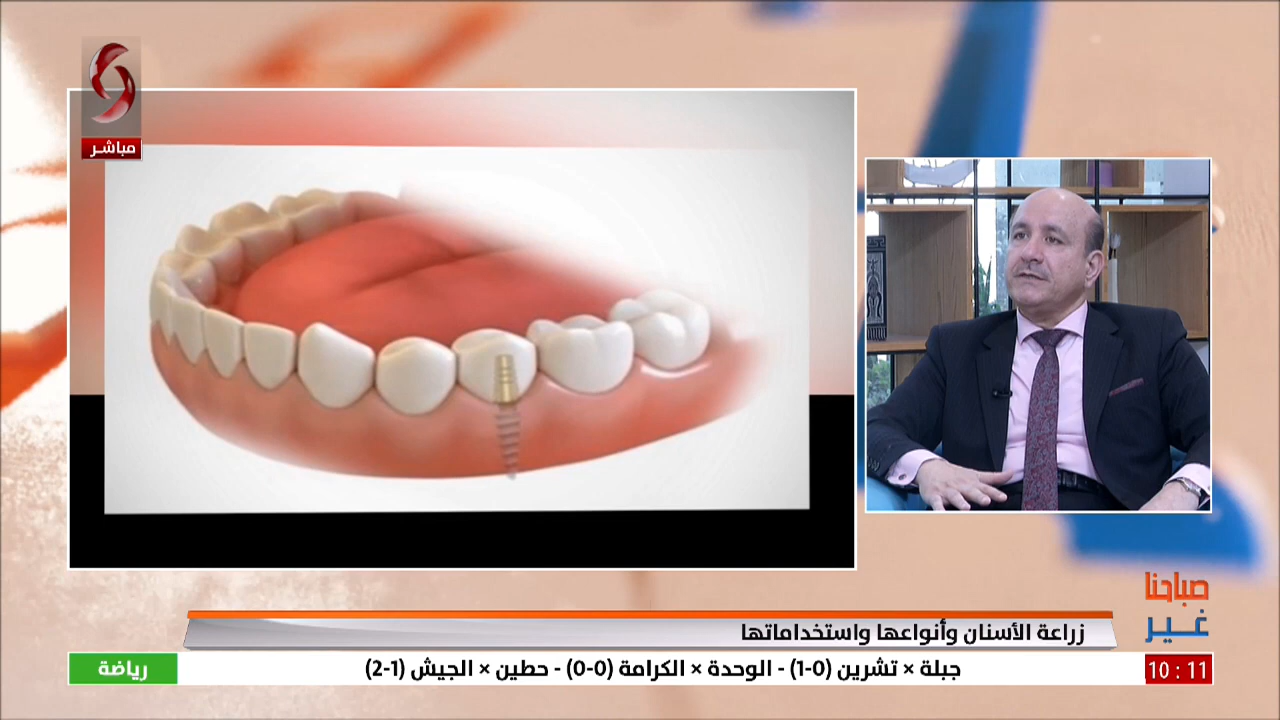 مباشر
صباحنا
غير
زراعة الأسنان وأنواعها واستخداماتها
رياضة
جبلة × تشرين (0-1) - الوحدة × الكرامة (0-0) - حطين × الجيش (1-2)
10 : 11